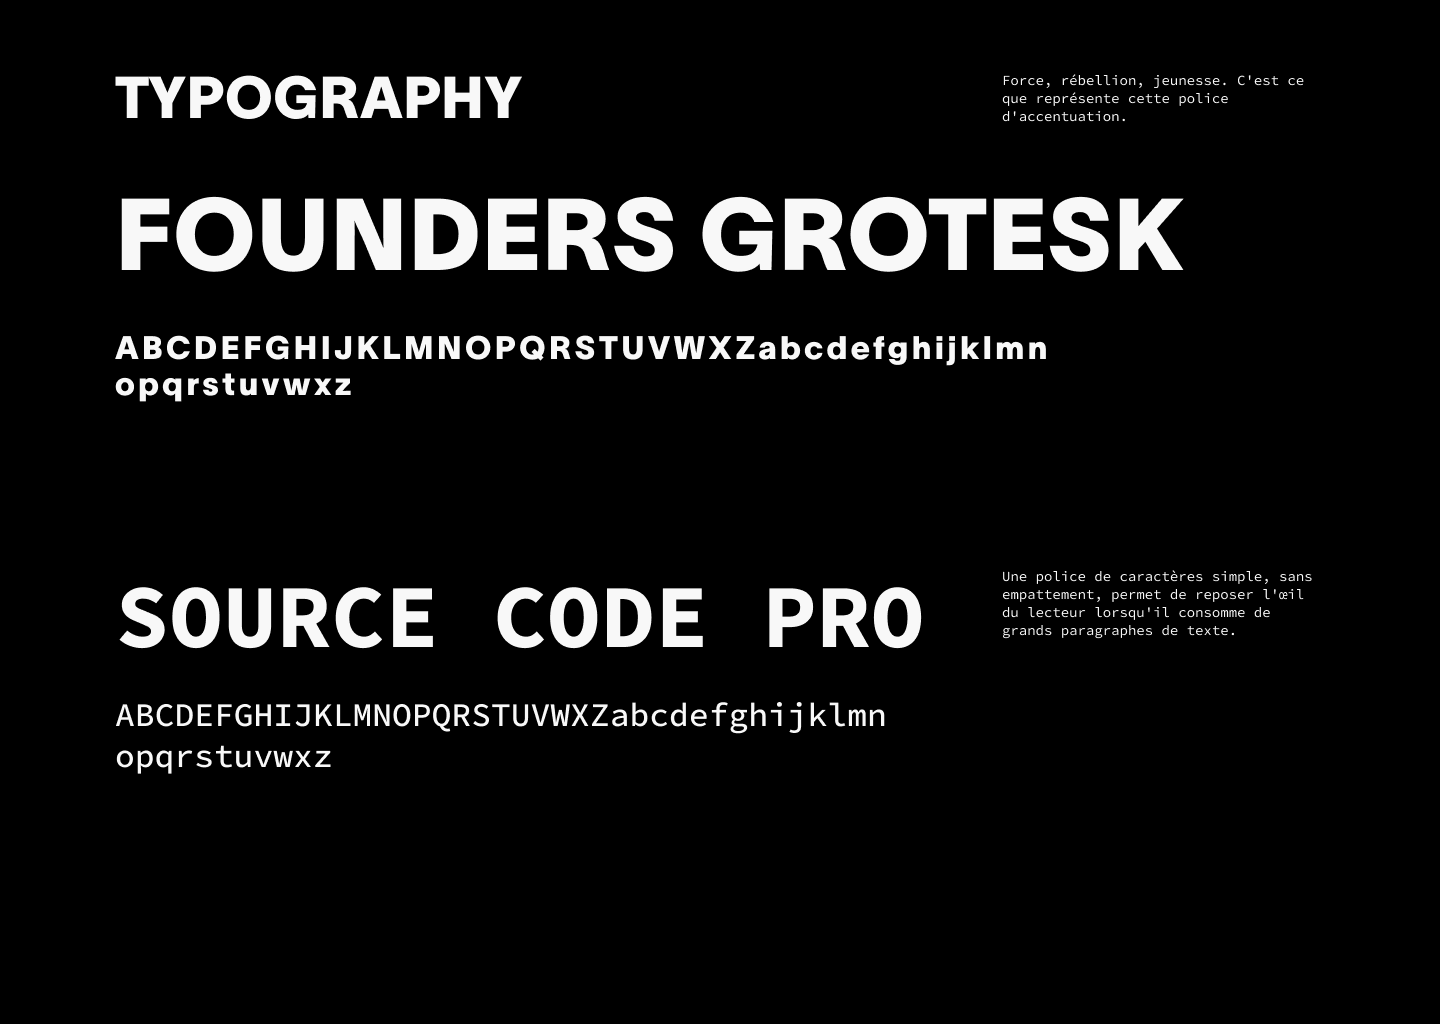 TYPOGRAPHY
Force, rébellion, jeunesse. C'est ce
que représente cette police
d'accentuation.
FOUNDERS GROTESK
ABCDEFGHIJKLMNOPQRSTUVWXZabcdefghijklmn
opqrstuvwxz
SOURCE CODE PRO
Une police de caractères simple, sans
empattement, permet de reposer l'œil
du lecteur lorsqu'il consomme de
grands paragraphes de texte.
ABCDEFGHIJKLMNOPQRSTUVWXZabcdefghijklmn
opqrstuvwxz